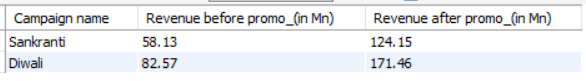 Campaign name Revenue before promo_(in Mn) Revenue after promo_(in Mn)
Sankranti 58.13 124.15
Diwali 82.57 171.46